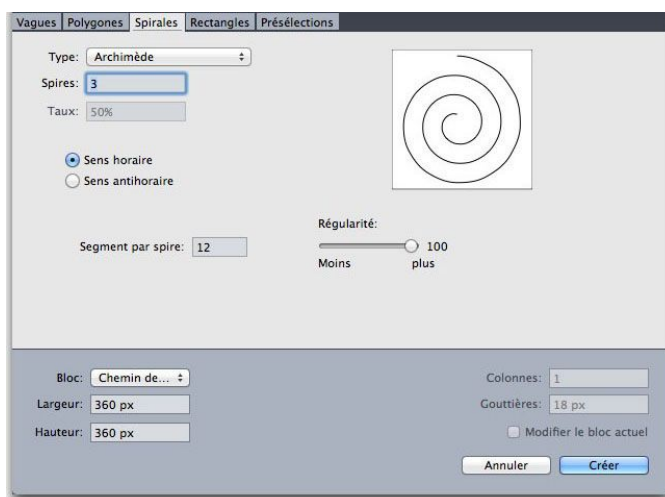 Vagues Polygones Spirales Rectangles Présélections
Type: Archimède
Spires: 3
Taux: 50%
Sens horaire
Sens antihoraire
Segment par spire: 12
Régularité:
100
Moins plus
Bloc: Chemin de...
Largeur: 360 px
Hauteur: 360 px
Colonnes: 1
Gouttières: 18 px
Modifier le bloc actuel
Annuler Créer